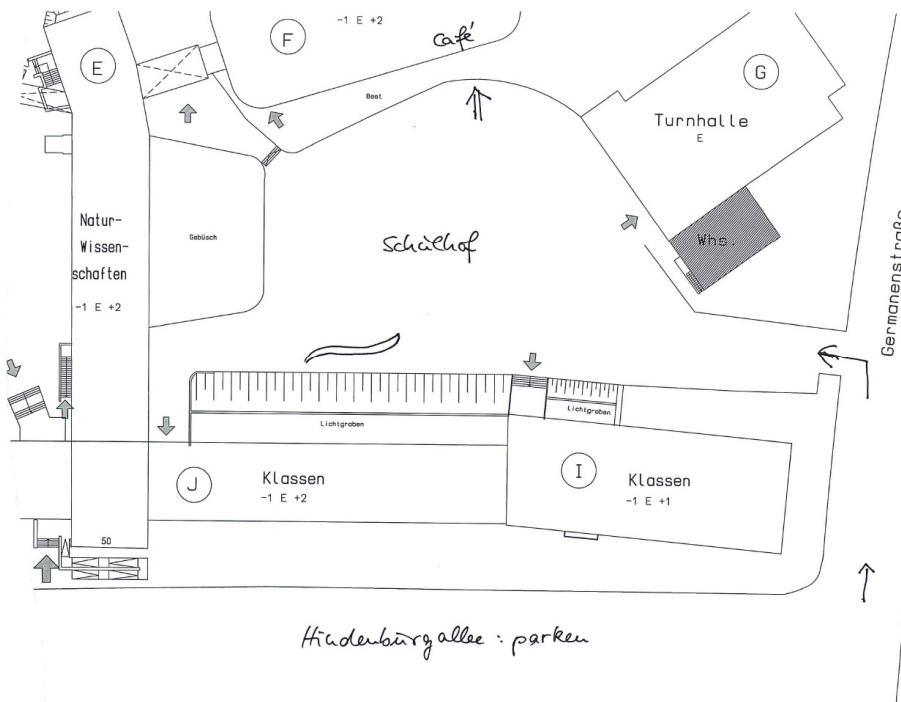 -1 E +2
F
Café
E
G
Beet
Turnhalle
E
Natur-
Wissen-
schaften
-1 E +2
Gebüsch
Schulhof
Whs.
Germanenstraße
Lichtgraben
Lichtgraben
J
Klassen
-1 E +2
I
Klassen
-1 E +1
50
Hindenburgallee : parken